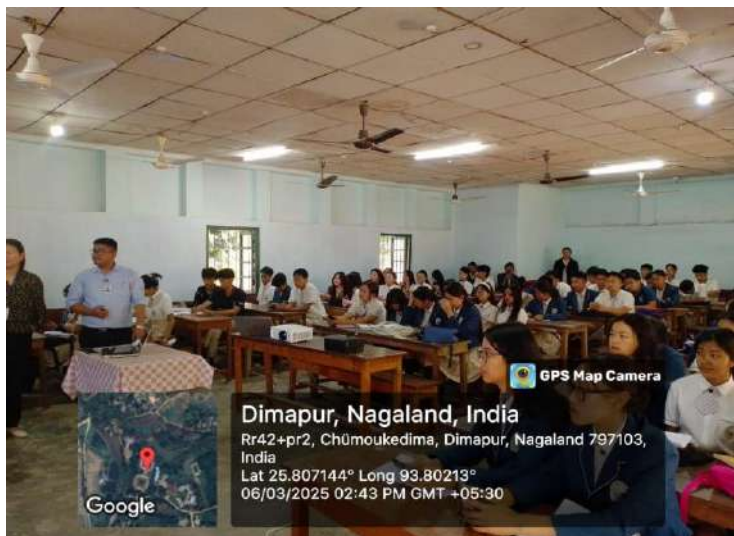 GPS Map Camera
Dimapur, Nagaland, India
Rr42+pr2, Chümoukedima, Dimapur, Nagaland 797103,
India
Lat 25.807144° Long 93.80213°
06/03/2025 02:43 PM GMT +05:30
Google